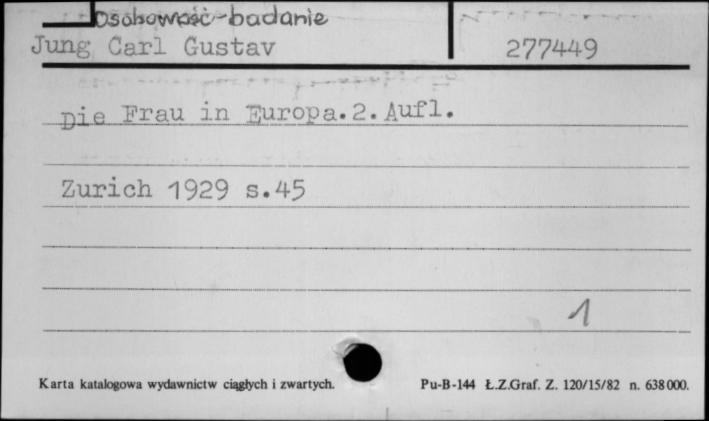 Osobowość-badanie
Jung Carl Gustav 277449
Die Frau in Europa.2.Aufl.
Zurich 1929 s.45
1
Karta katalogowa wydawnictw ciągłych i zwartych. Pu-B-144 Ł.Z.Graf. Z. 120/15/82 n. 638000.